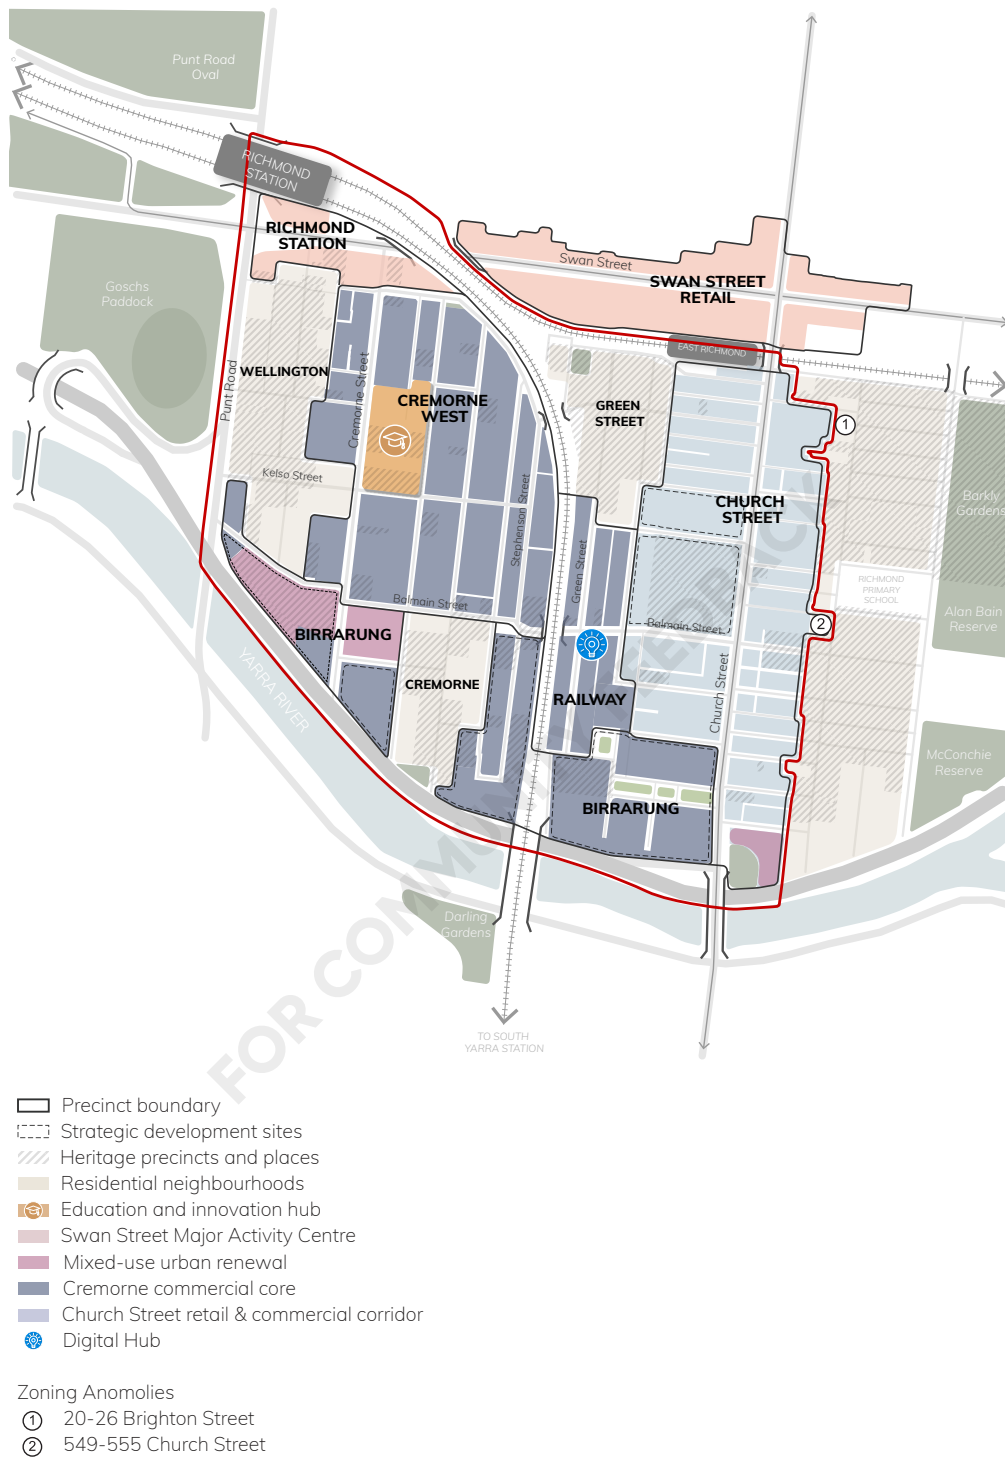 Punt Road
Oval
RICHMOND
STATION
RICHMOND
STATION
Swan Street
SWAN STREET
RETAIL
Goschs
Paddock
EAST RICHMOND
WELLINGTON
Punt Road
Cremorne Street
CREMORNE
WEST
GREEN
STREET
1
Kelso Street
Stephenson Street
CHURCH
STREET
Barkly
Gardens
Green Street
RICHMOND
PRIMARY
SCHOOL
Balmain Street
Balmain Street
Alan Bain
Reserve
2
BIRRARUNG
YARRA RIVER
CREMORNE
RAILWAY
Church Street
McConchie
Reserve
BIRRARUNG
Darling
Gardens
TO SOUTH
YARRA STATION
Precinct boundary
Strategic development sites
Heritage precincts and places
Residential neighbourhoods
Education and innovation hub
Swan Street Major Activity Centre
Mixed-use urban renewal
Cremorne commercial core
Church Street retail & commercial corridor
Digital Hub
Zoning Anomolies
1 20-26 Brighton Street
2 549-555 Church Street